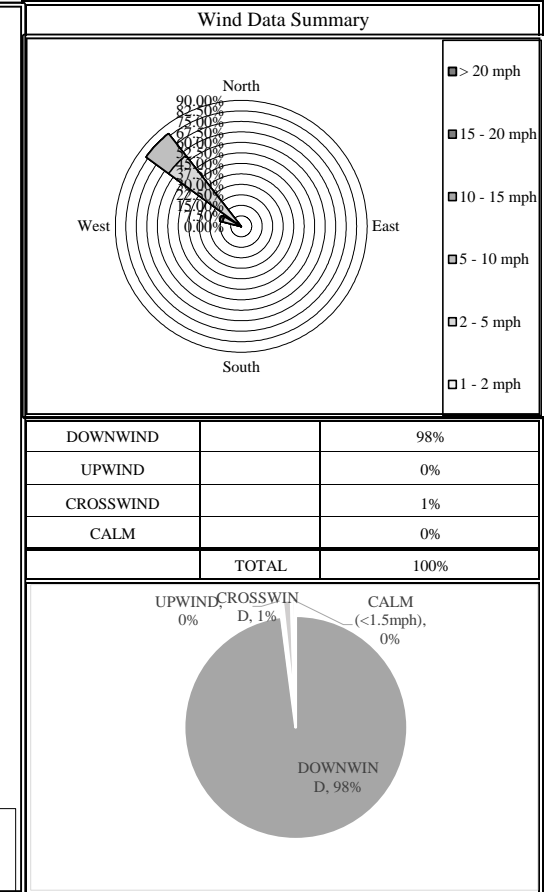 Wind Data Summary
North
90.00%
82.50%
75.00%
67.50%
60.00%
52.50%
45.00%
37.50%
30.00%
22.50%
15.00%
7.50%
0.00%
West
East
South
> 20 mph
15 - 20 mph
10 - 15 mph
5 - 10 mph
2 - 5 mph
1 - 2 mph
DOWNWIND 98%
UPWIND 0%
CROSSWIND 1%
CALM 0%
TOTAL 100%
UPWIND,
0%
CROSSWIN
D, 1%
CALM
(<1.5mph),
0%
DOWNWIN
D, 98%